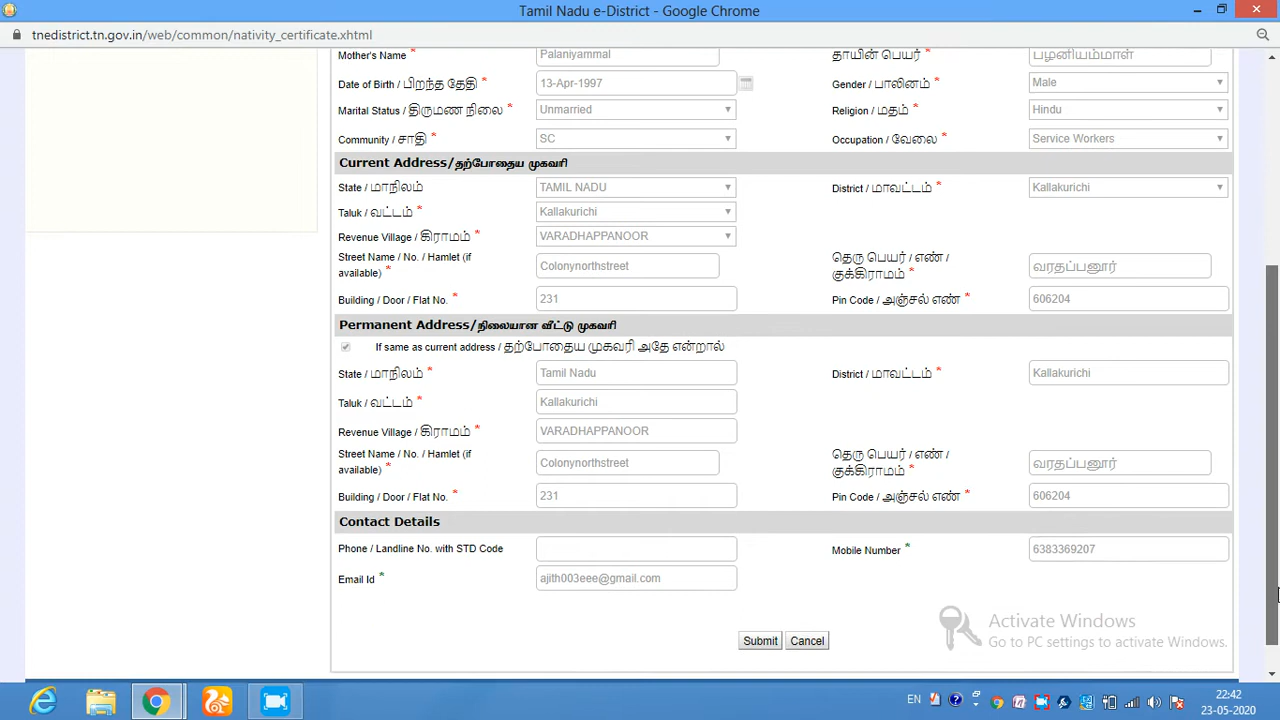 Tamil Nadu e-District - Google Chrome
tnedistrict.tn.gov.in/web/common/nativity_certificate.xhtml
Mother's Name * Palaniyammal தாயின் பெயர் * பழனியம்மாள்
Date of Birth / பிறந்த தேதி * 13-Apr-1997 Gender / பாலினம் * Male
Marital Status / திருமண நிலை * Unmarried Religion / மதம் * Hindu
Community / சாதி * SC Occupation / வேலை * Service Workers
Current Address/தற்போதைய முகவரி
State / மாநிலம் TAMIL NADU District / மாவட்டம் * Kallakurichi
Taluk / வட்டம் * Kallakurichi
Revenue Village / கிராமம் * VARADHAPPANOOR
Street Name / No. / Hamlet (if available) * Colonynorthstreet தெரு பெயர் / எண் / குக்கிராமம் * வரதப்பனூர்
Building / Door / Flat No. * 231 Pin Code / அஞ்சல் எண் * 606204
Permanent Address/நிலையான வீட்டு முகவரி
If same as current address / தற்போதைய முகவரி அதே என்றால்
State / மாநிலம் * Tamil Nadu District / மாவட்டம் * Kallakurichi
Taluk / வட்டம் * Kallakurichi
Revenue Village / கிராமம் * VARADHAPPANOOR
Street Name / No. / Hamlet (if available) * Colonynorthstreet தெரு பெயர் / எண் / குக்கிராமம் * வரதப்பனூர்
Building / Door / Flat No. * 231 Pin Code / அஞ்சல் எண் * 606204
Contact Details
Phone / Landline No. with STD Code Mobile Number * 6383369207
Email Id * ajith003eee@gmail.com
Submit Cancel
Activate Windows
Go to PC settings to activate Windows.
EN 22:42
23-05-2020